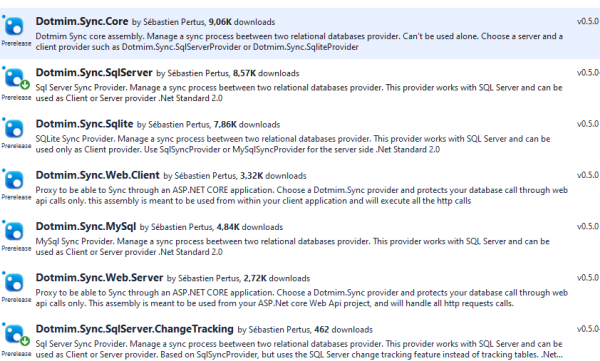 Dotmim.Sync.Core by Sébastien Pertus, 9,06K downloads v0.5.0
Dotmim Sync core assembly. Manage a sync process beetween two relational databases provider. Can't be used alone. Choose a server and a
Prerelease client provider such as Dotmim.Sync.SqlServerProvider or Dotmim.Sync.SqliteProvider
Dotmim.Sync.SqlServer by Sébastien Pertus, 8,57K downloads v0.5.0
Sql Server Sync Provider. Manage a sync process beetween two relational databases provider. This provider works with SQL Server and can be
Prerelease used as Client or Server provider .Net Standard 2.0
Dotmim.Sync.Sqlite by Sébastien Pertus, 7,86K downloads v0.5.0
SQLite Sync Provider. Manage a sync process beetween two relational databases provider. This provider works with SQL Server and can be
Prerelease used only as Client provider. Use SqlSyncProvider or MySqlSyncProvider for the server side .Net Standard 2.0
Dotmim.Sync.Web.Client by Sébastien Pertus, 3,32K downloads v0.5.0
Proxy to be able to Sync through an ASP.NET CORE application. Choose a Dotmim.Sync provider and protects your database call through web
Prerelease api calls only. this assembly is meant to be used from within your client application and will execute all the http calls
Dotmim.Sync.MySql by Sébastien Pertus, 4,84K downloads v0.5.0
MySql Sync Provider. Manage a sync process beetween two relational databases provider. This provider works with SQL Server and can be
Prerelease used as Client or Server provider .Net Standard 2.0
Dotmim.Sync.Web.Server by Sébastien Pertus, 2,72K downloads v0.5.0
Proxy to be able to Sync through an ASP.NET CORE application. Choose a Dotmim.Sync provider and protects your database call through web
Prerelease api calls only. This assembly is meant to be used from your ASP.Net core Web Api project, and will handle all http requests calls.
Dotmim.Sync.SqlServer.ChangeTracking by Sébastien Pertus, 462 downloads v0.5.0
Sql Server Sync Provider. Manage a sync process beetween two relational databases provider. This provider works with SQL Server and can be
Prerelease used as Client or Server provider. Based on SqlSyncProvider, but uses the SQL Server change tracking feature instead of tracking tables. .Net...